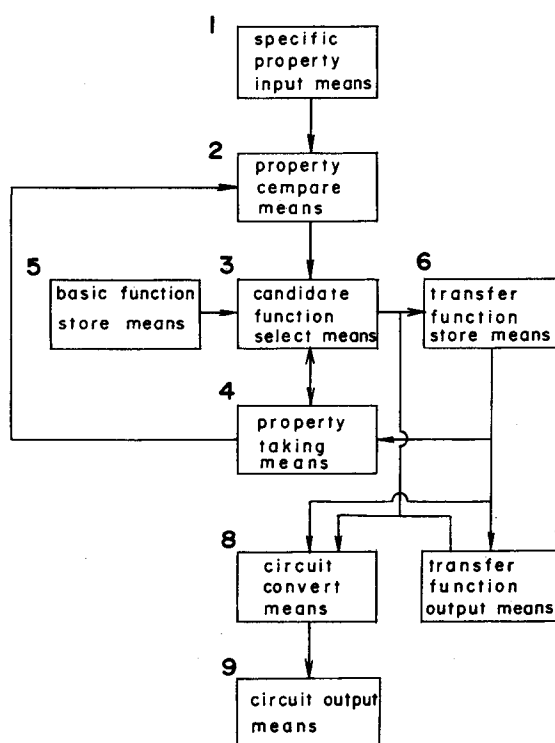 1
specific
property
input means
2
property
cempare
means
5
basic function
store means
3
candidate
function
select means
6
transfer
function
store means
4
property
taking
means
8
circuit
convert
means
transfer
function
output means
9
circuit output
means